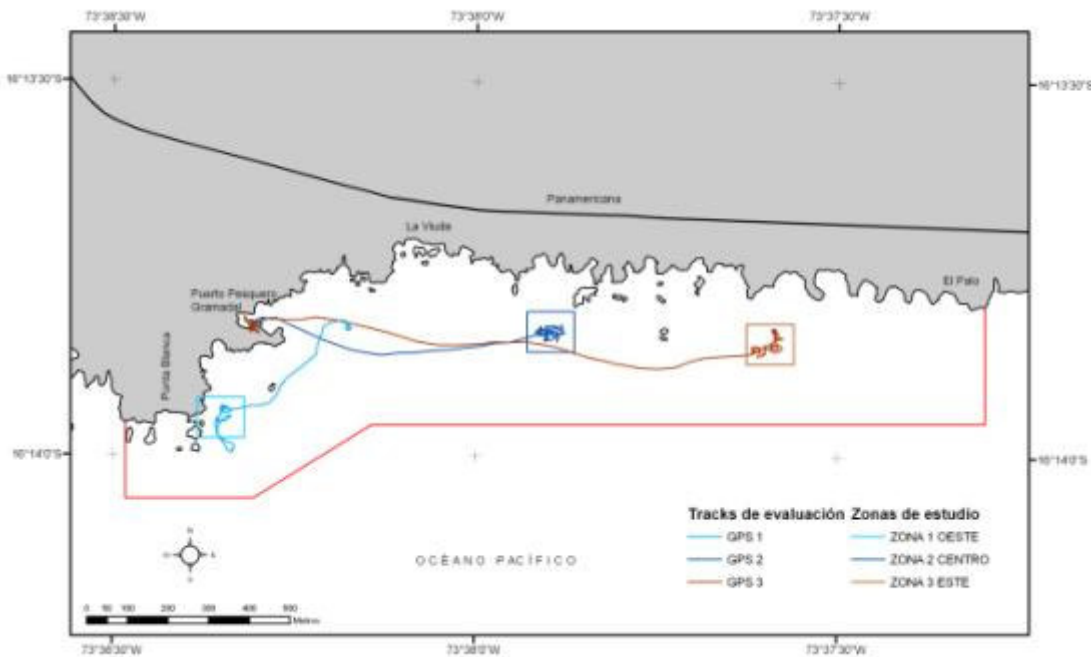 73°38'30"W 73°38'0"W 73°37'30"W
16°13'30"S 16°13'30"S
Panamericana
La Viuda
El Palo
Puerto Pesquero
Gramadal
Punta Blanca
16°14'0"S 16°14'0"S
Tracks de evaluación Zonas de estudio
GPS 1 ZONA 1 OESTE
GPS 2 ZONA 2 CENTRO
GPS 3 ZONA 3 ESTE
OCÉANO PACÍFICO
0 50 100 200 300 400 500
Metros
73°38'30"W 73°38'0"W 73°37'30"W